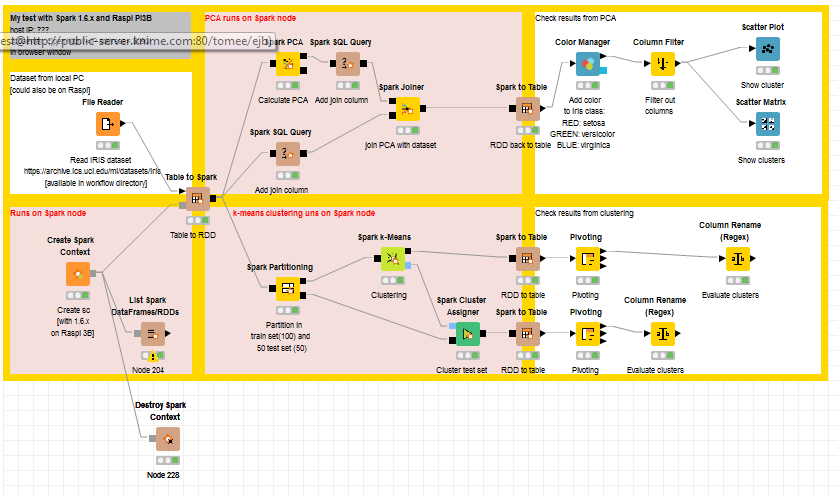 My test with Spark 1.6.x and Raspi PI3B
host IP: ???
est@http://public-server.knime.com:80/tomee/ejb)
in browser window
Dataset from local PC
[could also be on Raspi]
File Reader
Read IRIS dataset
https://archive.ics.uci.edu/ml/datasets/Iris
[available in workflow directory]
Table to Spark
Table to RDD
PCA runs on Spark node
Spark PCA
Calculate PCA
Spark SQL Query
Add join column
Spark SQL Query
Add join column
Spark Joiner
join PCA with dataset
Spark to Table
RDD back to table
Check results from PCA
Color Manager
Add color
to Iris class:
RED: setosa
GREEN: versicolor
BLUE: virginica
Column Filter
Filter out
columns
Scatter Plot
Show cluster
Scatter Matrix
Show clusters
Runs on Spark node
Create Spark
Context
Create sc
[with 1.6.x
on Raspi 3B]
List Spark
DataFrames/RDDs
Node 204
Destroy Spark
Context
Node 228
k-means clustering uns on Spark node
Spark Partitioning
Partition in
train set(100) and
50 test set (50)
Spark k-Means
Clustering
Spark Cluster
Assigner
Cluster test set
Spark to Table
RDD to table
Spark to Table
RDD to table
Check results from clustering
Pivoting
Pivoting
Column Rename
(Regex)
Evaluate clusters
Pivoting
Pivoting
Column Rename
(Regex)
Evaluate clusters